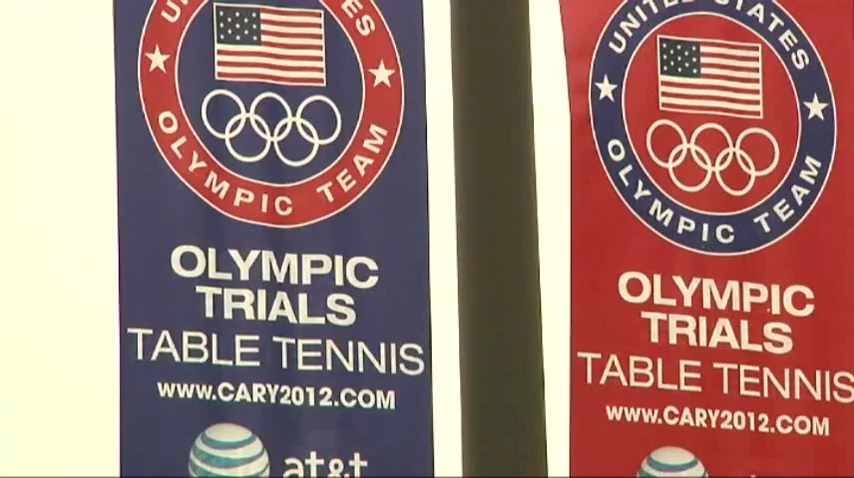 UNITED STATES
OLYMPIC TEAM
OLYMPIC
TRIALS
TABLE TENNIS
www.CARY2012.COM
at&t
UNITED STATES
OLYMPIC TEAM
OLYMPIC
TRIALS
TABLE TENNIS
www.CARY2012.COM